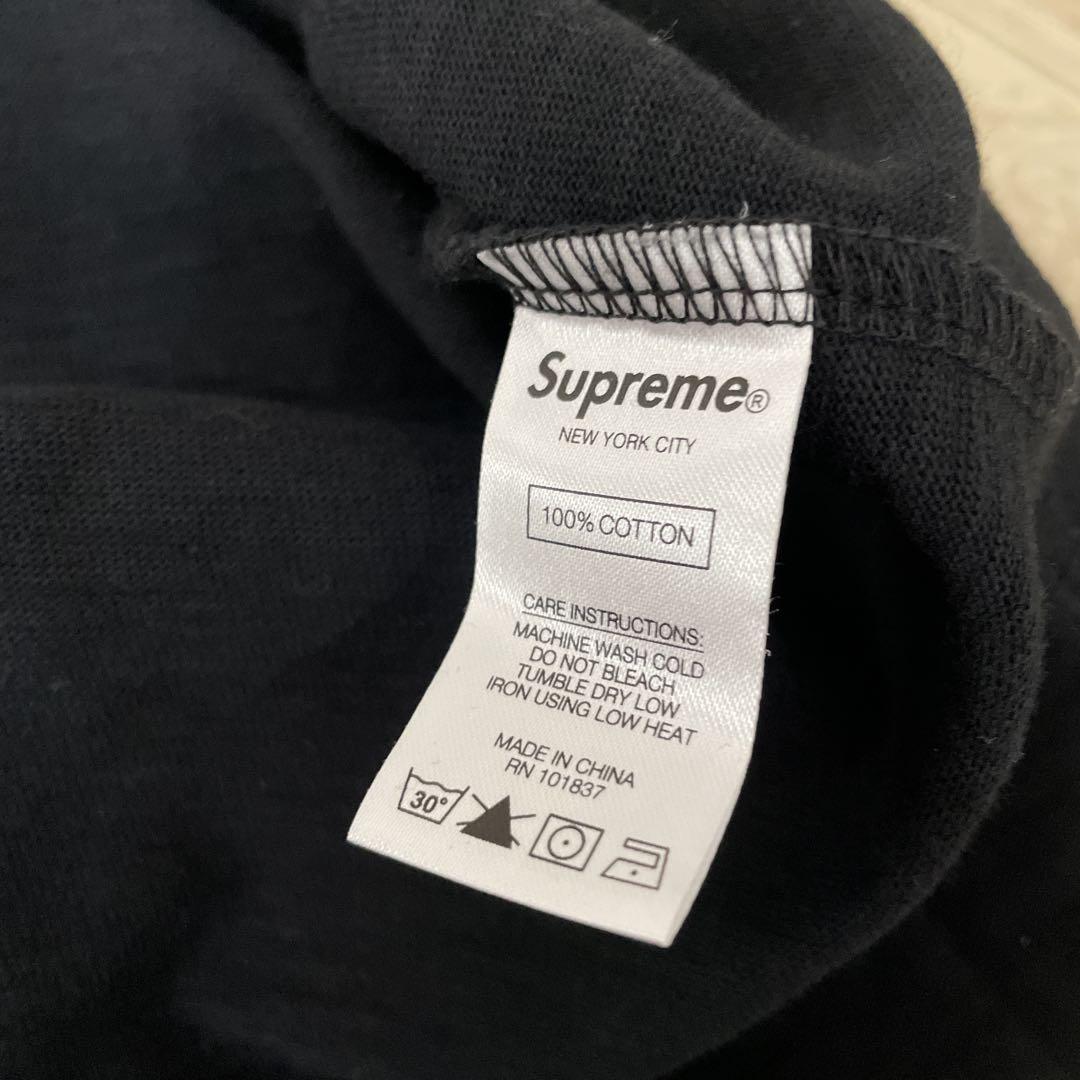 Supreme®
NEW YORK CITY
100% COTTON
CARE INSTRUCTIONS:
MACHINE WASH COLD
DO NOT BLEACH
TUMBLE DRY LOW
IRON USING LOW HEAT
MADE IN CHINA
RN 101837
30°